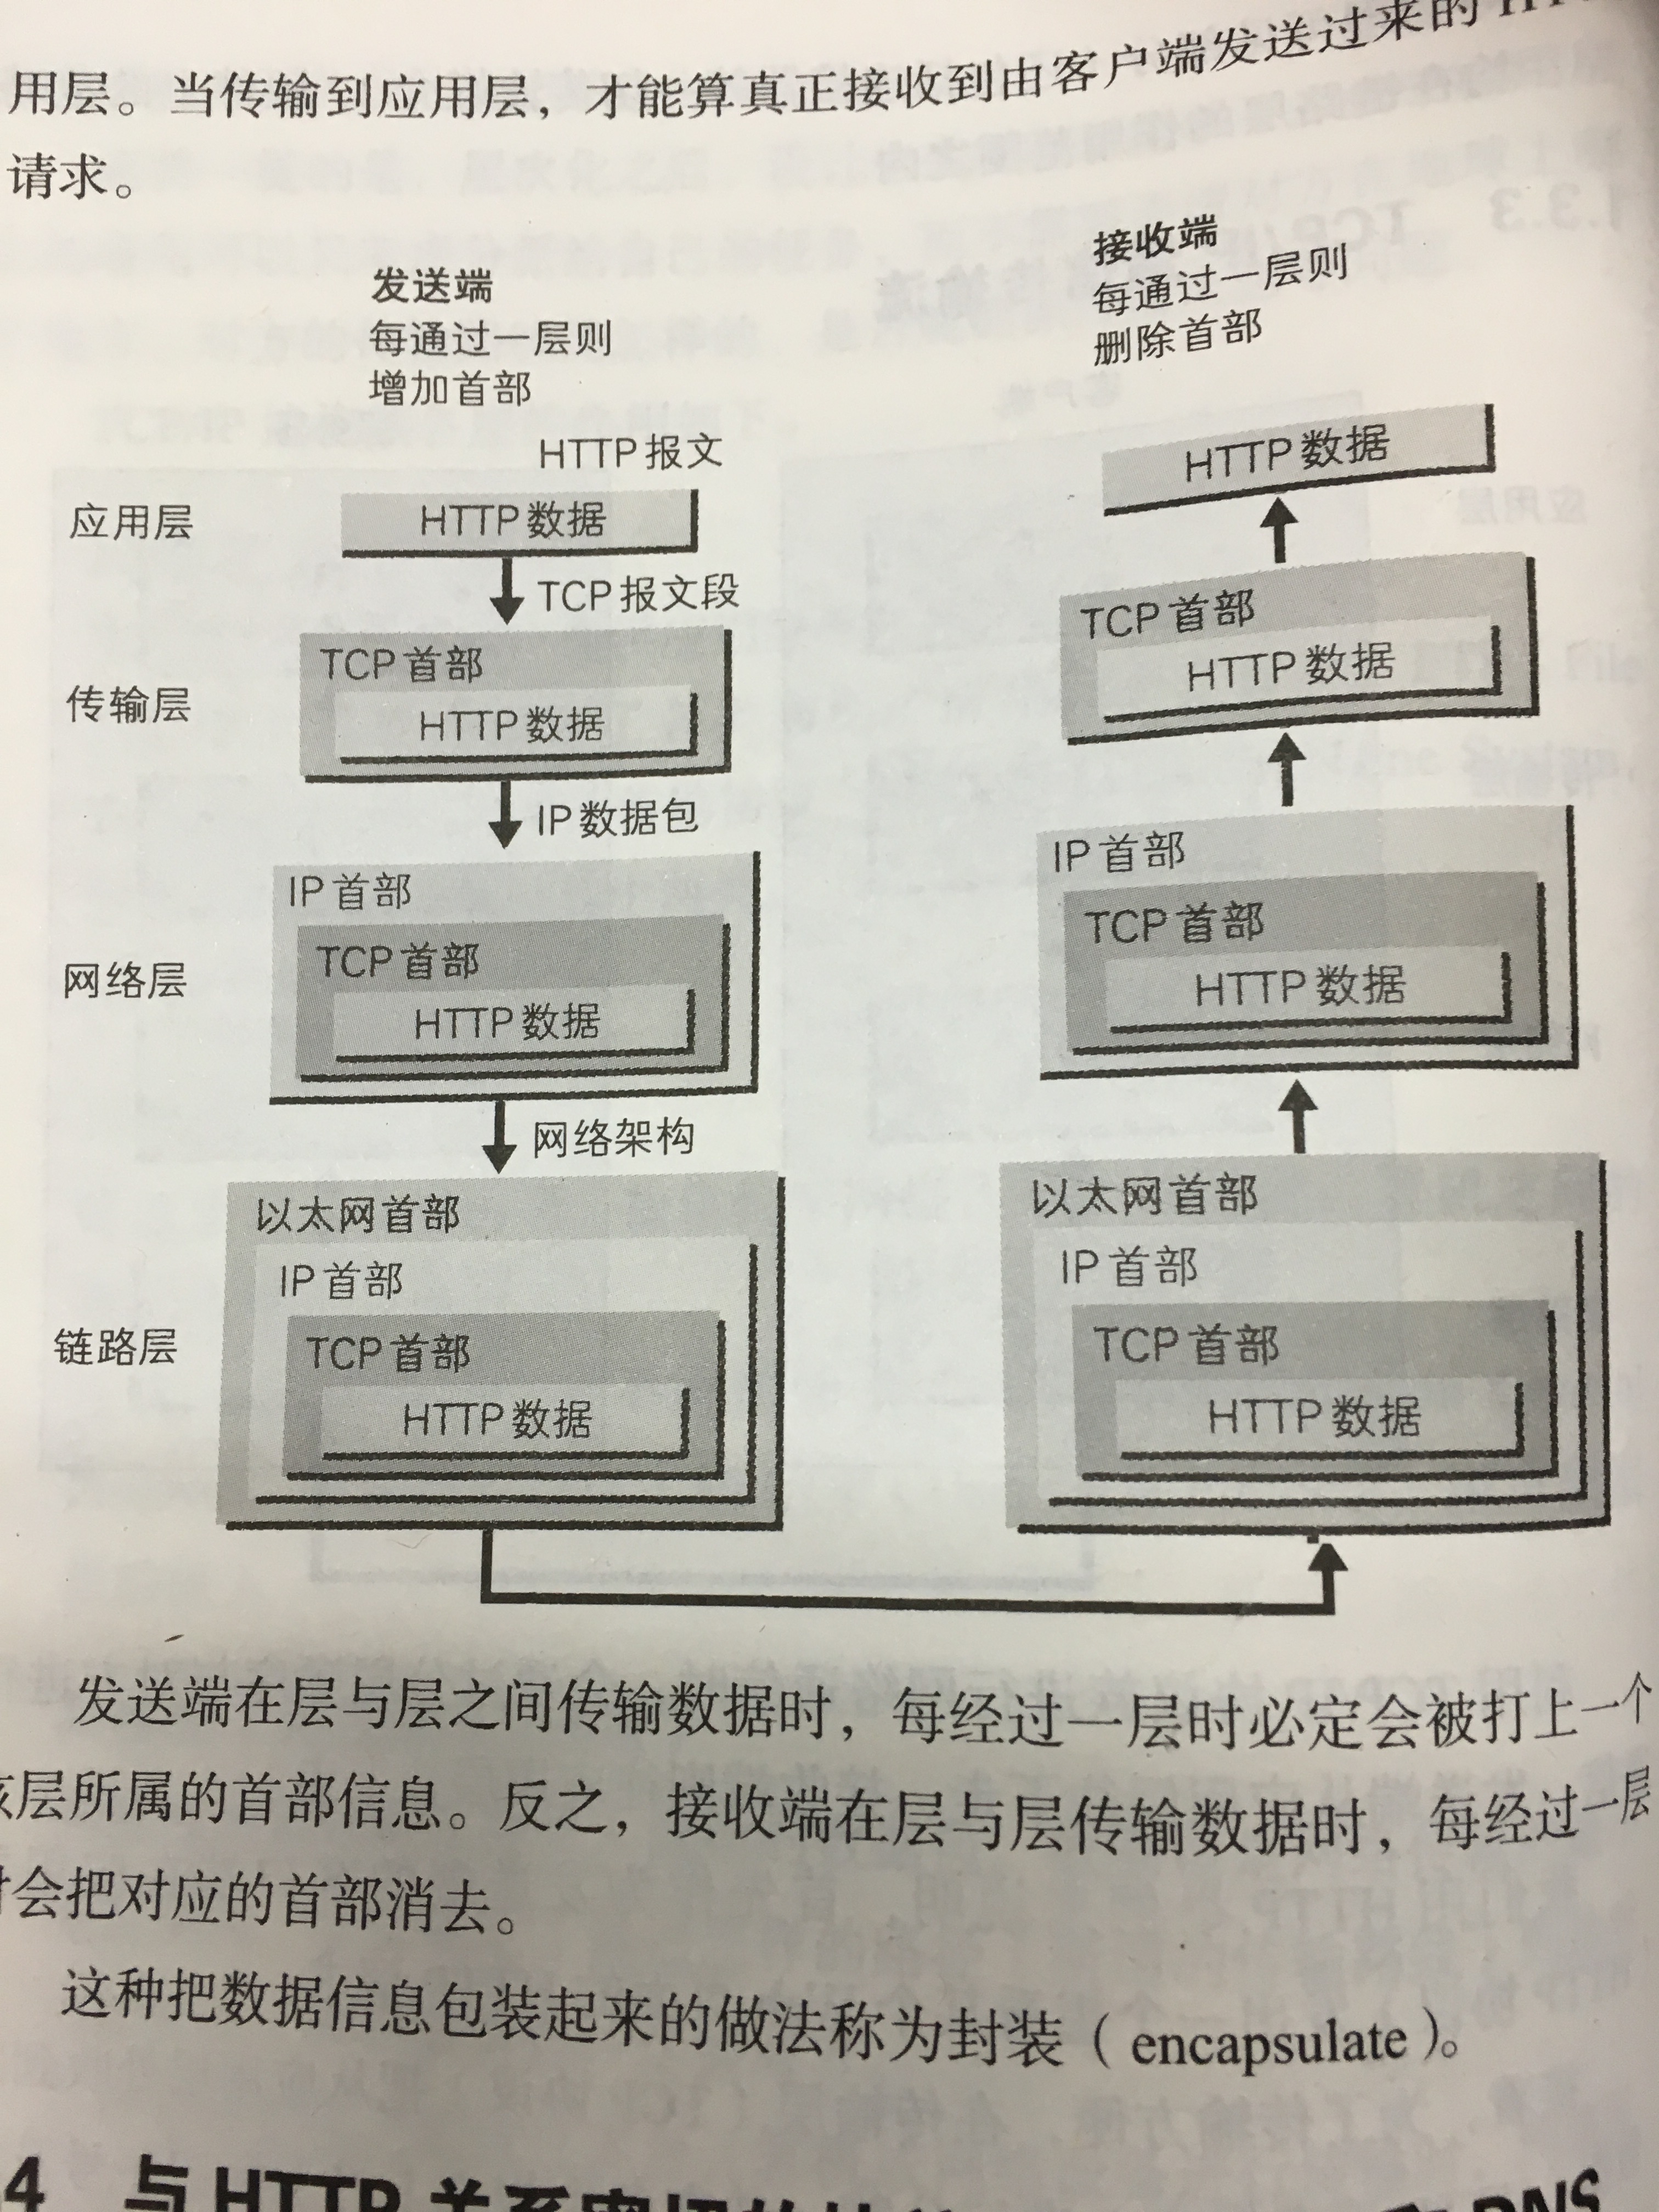 用层。当传输到应用层，才能算真正接收到由客户端发送过来的
请求。
发送端
每通过一层则
增加首部
接收端
每通过一层则
删除首部
HTTP 报文
应用层
HTTP 数据
HTTP 数据
TCP 报文段
传输层
TCP 首部
HTTP 数据
TCP 首部
HTTP 数据
IP 数据包
网络层
IP 首部
TCP 首部
HTTP 数据
IP 首部
TCP 首部
HTTP 数据
网络架构
链路层
以太网首部
IP 首部
TCP 首部
HTTP 数据
以太网首部
IP 首部
TCP 首部
HTTP 数据
发送端在层与层之间传输数据时，每经过一层时必定会被打上一个
层所属的首部信息。反之，接收端在层与层传输数据时，每经过一层
会把对应的首部消去。
这种把数据信息包装起来的做法称为封装（encapsulate）。
4 与 HTTP 关系密切的 DNS